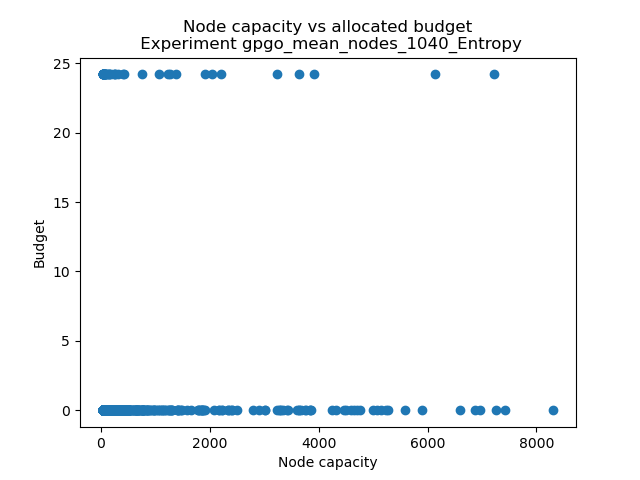 Node capacity vs allocated budget
Experiment gpgo_mean_nodes_1040_Entropy
25
20
15
10
5
0
Budget
0 2000 4000 6000 8000
Node capacity